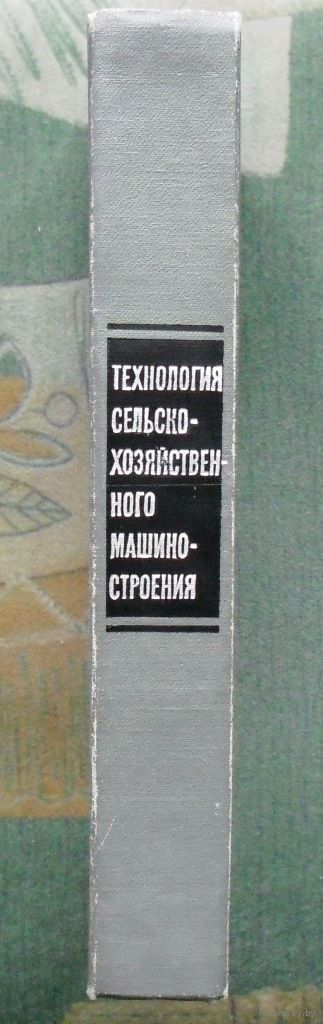 ТЕХНОЛОГИЯ
СЕЛЬСКО-
ХОЗЯЙСТВЕН-
НОГО
МАШИНО-
СТРОЕНИЯ